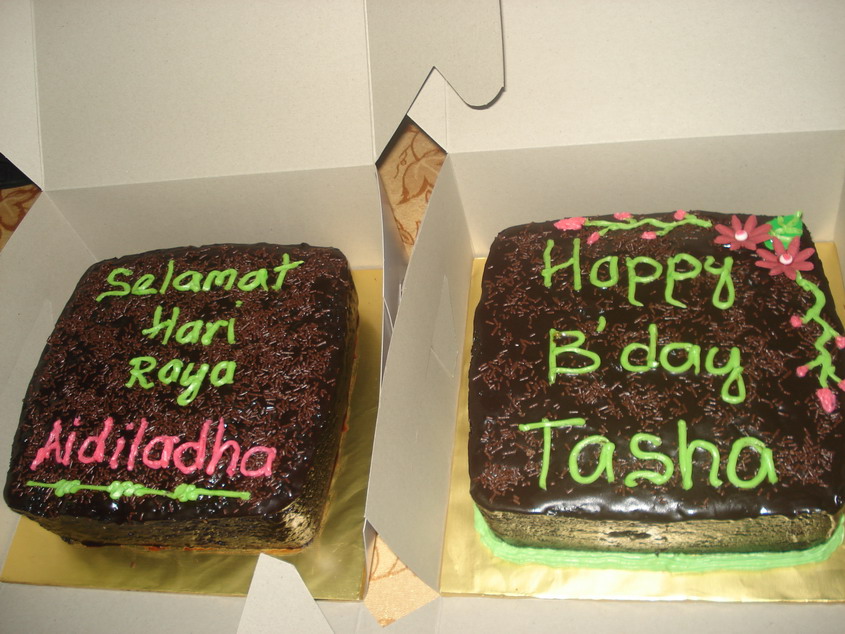 Selamat
Hari
Raya
Aidiladha
Happy
B'day
Tasha